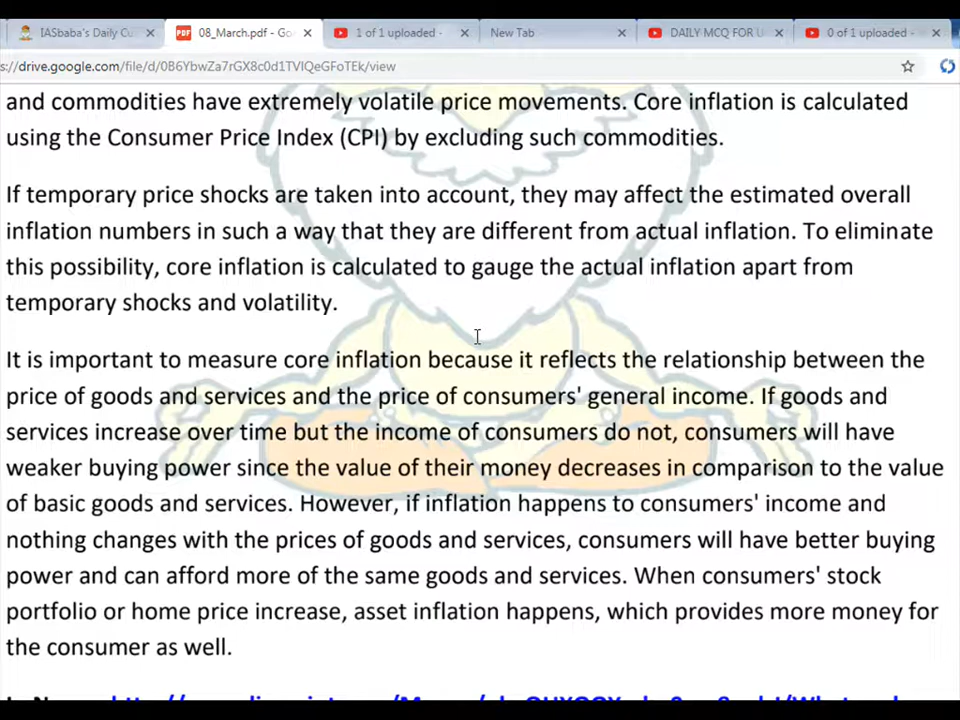 IASbaba's Daily Cu
08_March.pdf - Go
1 of 1 uploaded -
New Tab
DAILY MCQ FOR U
0 of 1 uploaded -
s://drive.google.com/file/d/0B6YbwZa7rGX8c0d1TVlQeGFoTEk/view
and commodities have extremely volatile price movements. Core inflation is calculated
using the Consumer Price Index (CPI) by excluding such commodities.
If temporary price shocks are taken into account, they may affect the estimated overall
inflation numbers in such a way that they are different from actual inflation. To eliminate
this possibility, core inflation is calculated to gauge the actual inflation apart from
temporary shocks and volatility.
It is important to measure core inflation because it reflects the relationship between the
price of goods and services and the price of consumers' general income. If goods and
services increase over time but the income of consumers do not, consumers will have
weaker buying power since the value of their money decreases in comparison to the value
of basic goods and services. However, if inflation happens to consumers' income and
nothing changes with the prices of goods and services, consumers will have better buying
power and can afford more of the same goods and services. When consumers' stock
portfolio or home price increase, asset inflation happens, which provides more money for
the consumer as well.